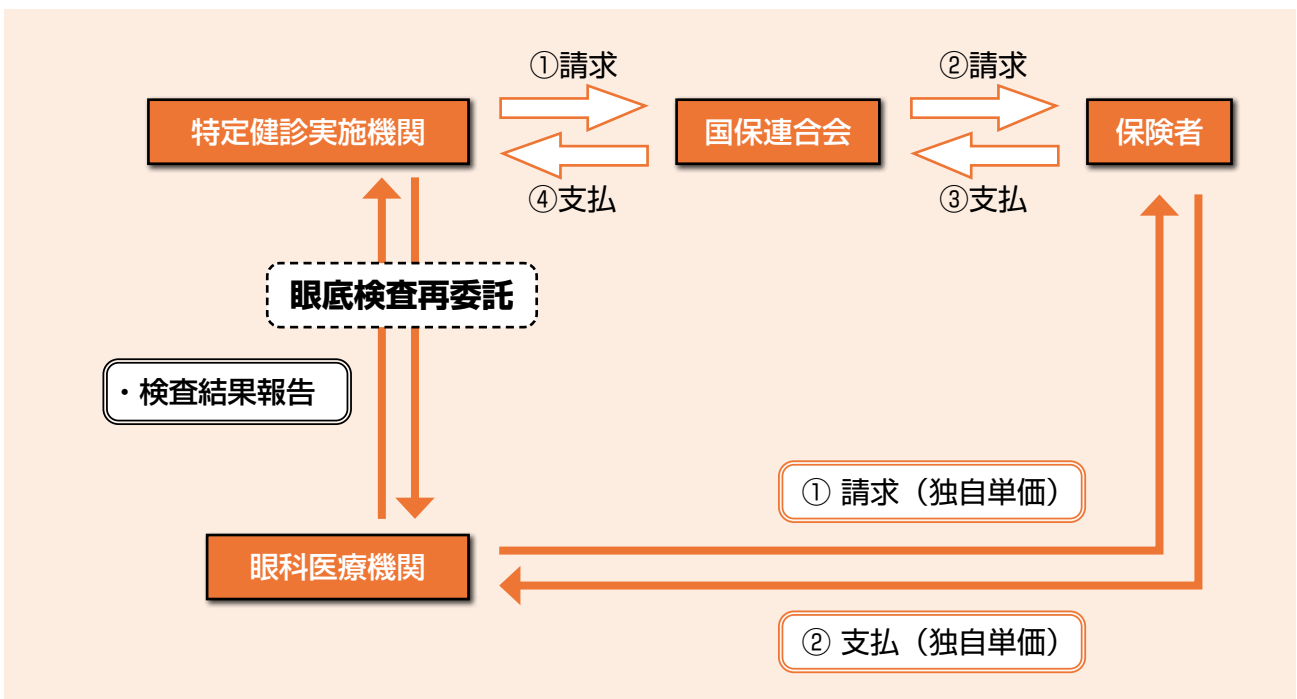 ①請求
②請求
特定健診実施機関
国保連合会
保険者
④支払
③支払
眼底検査再委託
・検査結果報告
① 請求（独自単価）
眼科医療機関
② 支払（独自単価）